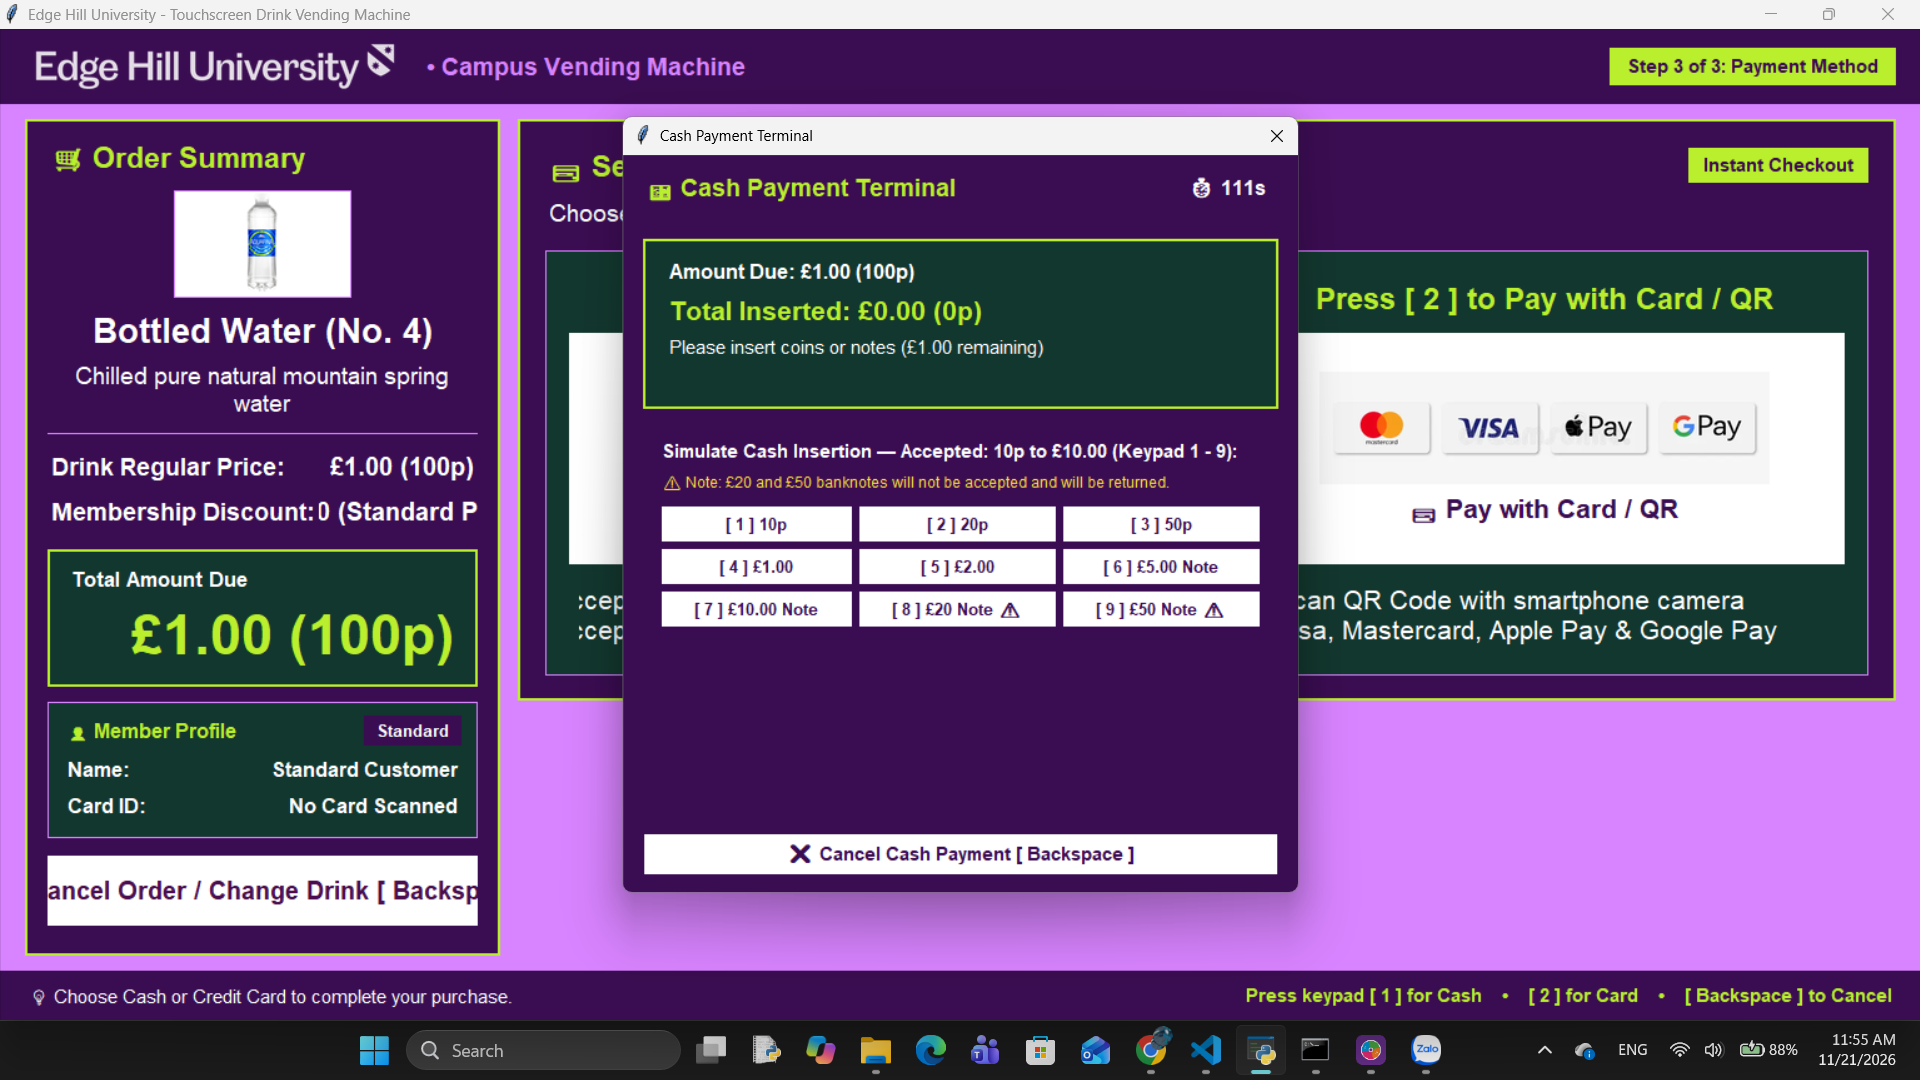 Edge Hill University - Touchscreen Drink Vending Machine
Edge Hill University
• Campus Vending Machine
Step 3 of 3: Payment Method
Order Summary
Bottled Water (No. 4)
Chilled pure natural mountain spring
water
Drink Regular Price: £1.00 (100p)
Membership Discount: 0 (Standard P
Total Amount Due
£1.00 (100p)
Member Profile
Standard
Name: Standard Customer
Card ID: No Card Scanned
ancel Order / Change Drink [ Backsp
Se
Choose
Instant Checkout
Cash Payment Terminal
Cash Payment Terminal
111s
Amount Due: £1.00 (100p)
Total Inserted: £0.00 (0p)
Please insert coins or notes (£1.00 remaining)
Simulate Cash Insertion — Accepted: 10p to £10.00 (Keypad 1 - 9):
⚠ Note: £20 and £50 banknotes will not be accepted and will be returned.
[ 1 ] 10p
[ 2 ] 20p
[ 3 ] 50p
[ 4 ] £1.00
[ 5 ] £2.00
[ 6 ] £5.00 Note
[ 7 ] £10.00 Note
[ 8 ] £20 Note ⚠
[ 9 ] £50 Note ⚠
Cancel Cash Payment [ Backspace ]
Press [ 2 ] to Pay with Card / QR
mastercard
VISA
Pay
G Pay
Pay with Card / QR
ccep
ccep
can QR Code with smartphone camera
sa, Mastercard, Apple Pay & Google Pay
Choose Cash or Credit Card to complete your purchase.
Press keypad [ 1 ] for Cash • [ 2 ] for Card • [ Backspace ] to Cancel
Search
Zalo
ENG
88%
11:55 AM
11/21/2026